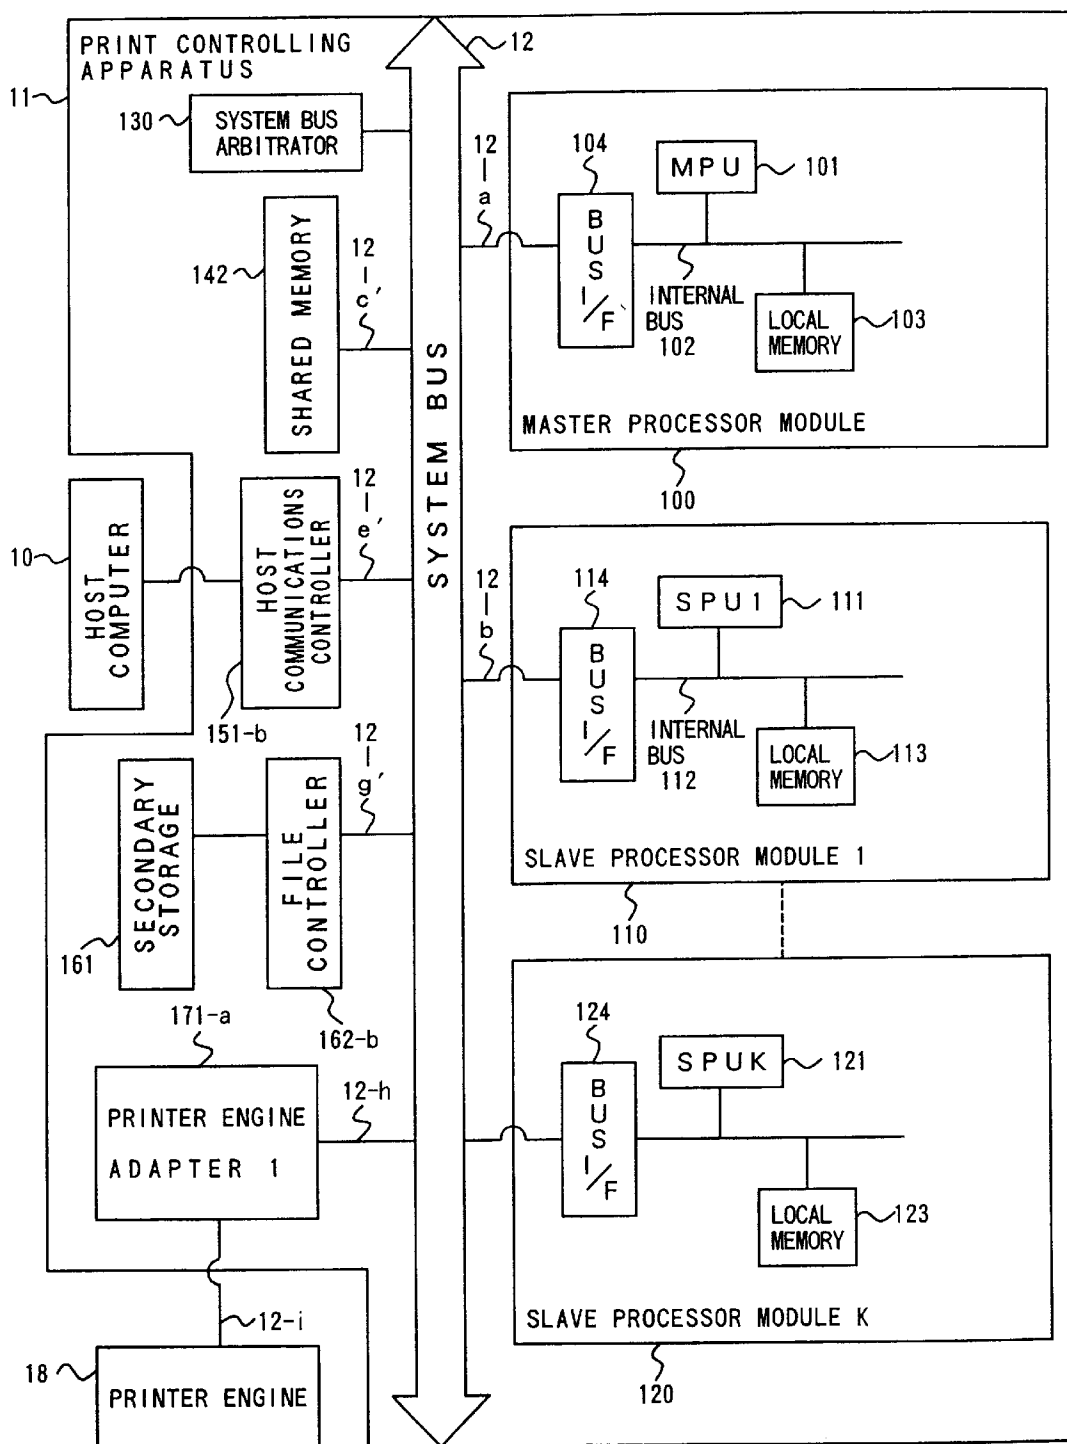 PRINT CONTROLLING
APPARATUS
11
12
130
SYSTEM BUS
ARBITRATOR
142
SHARED MEMORY
12-c'
SYSTEM BUS
10
HOST
COMPUTER
HOST
COMMUNICATIONS
CONTROLLER
12-e'
151-b
SECONDARY
STORAGE
161
FILE
CONTROLLER
12-g'
162-b
171-a
PRINTER ENGINE
ADAPTER 1
12-h
12-i
18
PRINTER ENGINE
12-a
104
BUS I/F
MPU
101
INTERNAL
BUS
102
LOCAL
MEMORY
103
MASTER PROCESSOR MODULE
100
12-b
114
BUS I/F
SPU1
111
INTERNAL
BUS
112
LOCAL
MEMORY
113
SLAVE PROCESSOR MODULE 1
110
124
BUS I/F
SPUK
121
LOCAL
MEMORY
123
SLAVE PROCESSOR MODULE K
120